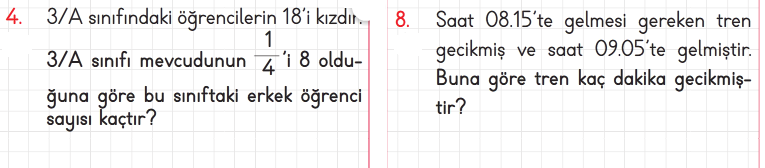 4. 3/A sınıfındaki öğrencilerin 18'i kızdır.
3/A sınıfı mevcudunun 1/4'i 8 oldu-
ğuna göre bu sınıftaki erkek öğrenci
sayısı kaçtır?
8. Saat 08.15'te gelmesi gereken tren
gecikmiş ve saat 09.05'te gelmiştir.
Buna göre tren kaç dakika gecikmiş-
tir?